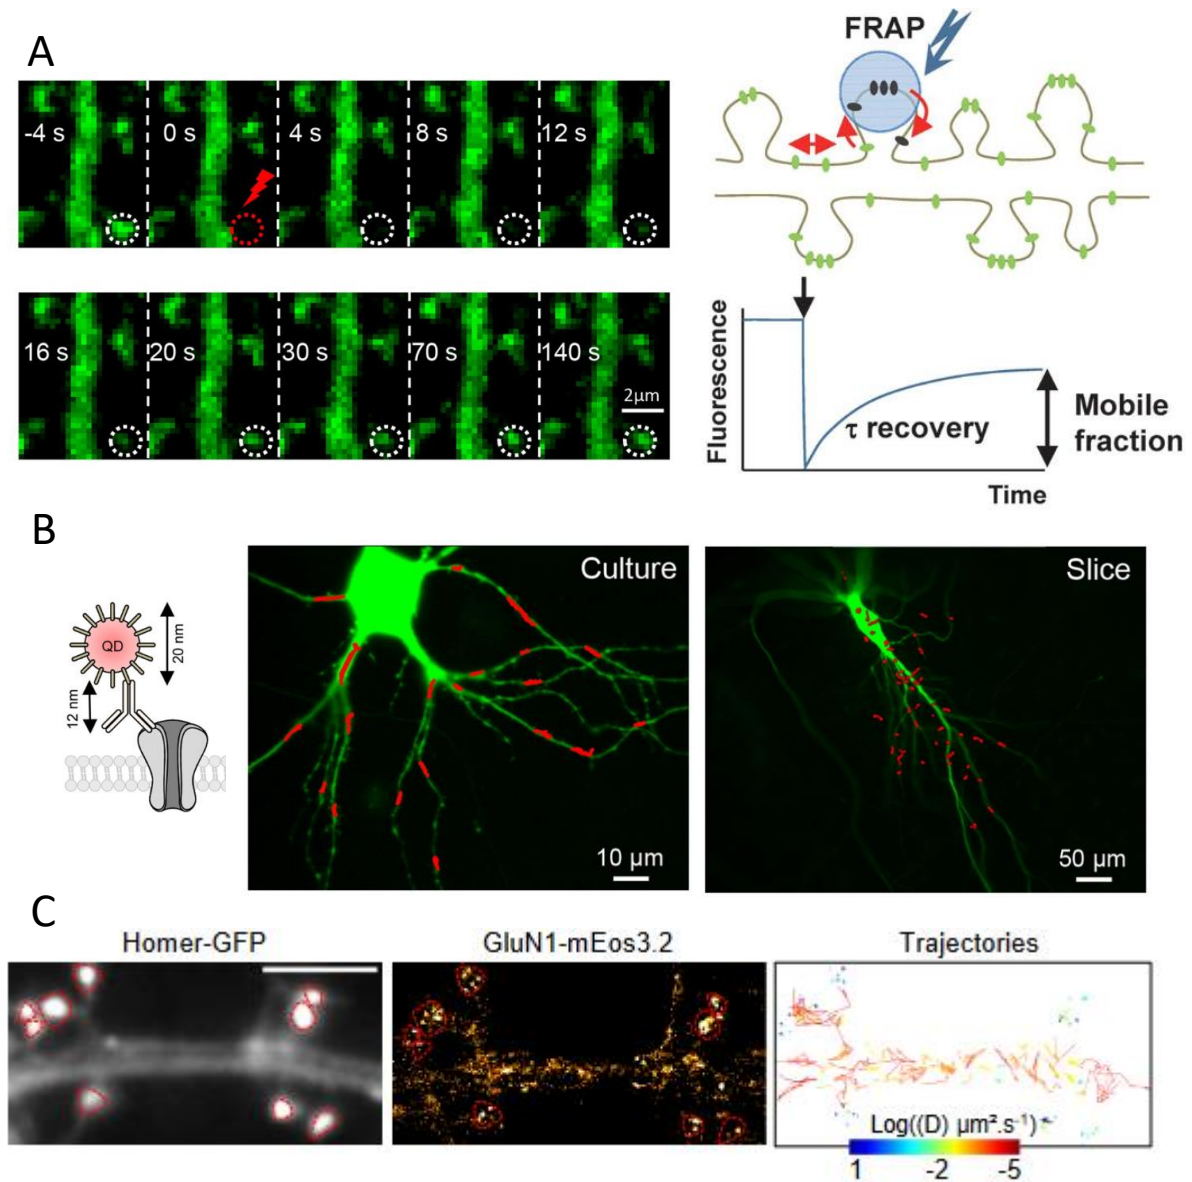 A
-4 s
0 s
4 s
8 s
12 s
16 s
20 s
30 s
70 s
140 s
2µm
FRAP
Fluorescence
τ recovery
Mobile
fraction
Time
B
QD
20 nm
12 nm
Culture
10 µm
Slice
50 µm
C
Homer-GFP
GluN1-mEos3.2
Trajectories
Log((D) µm².s⁻¹)
1
-2
-5